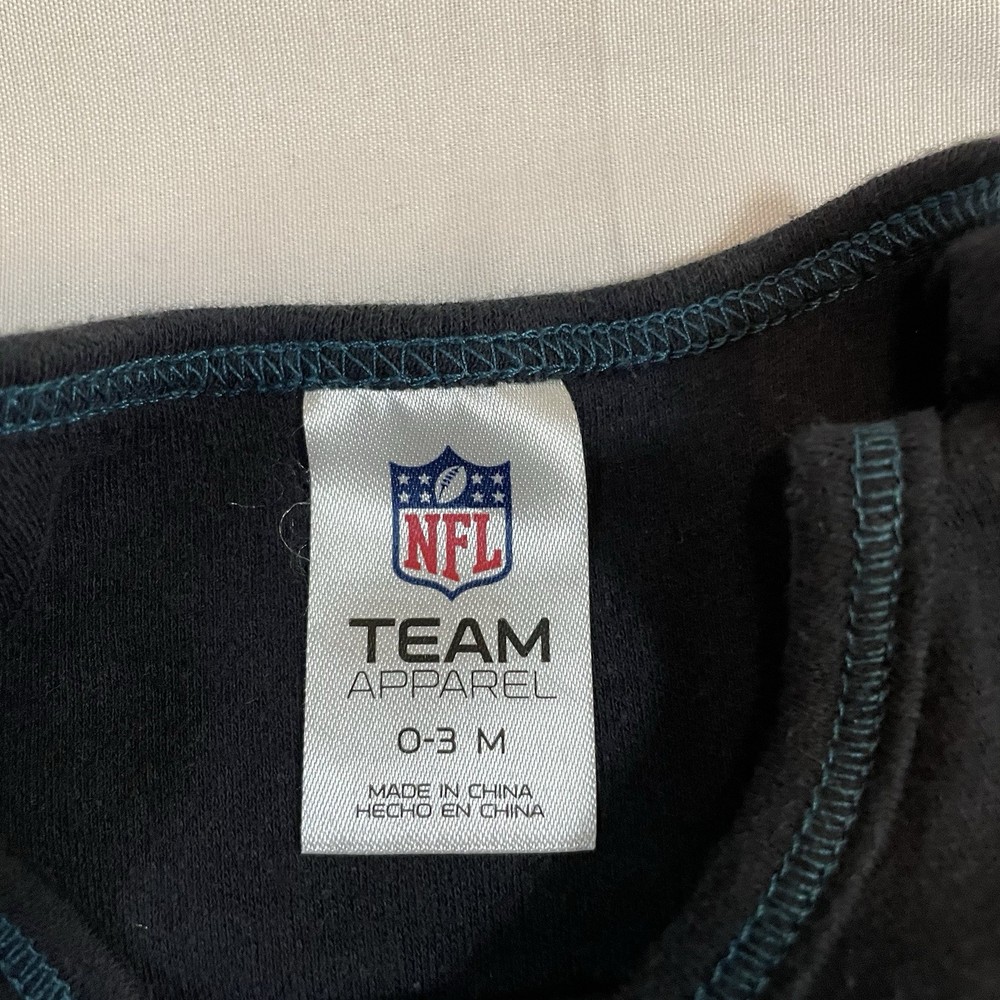 NFL
TEAM
APPAREL
0-3 M
MADE IN CHINA
HECHO EN CHINA